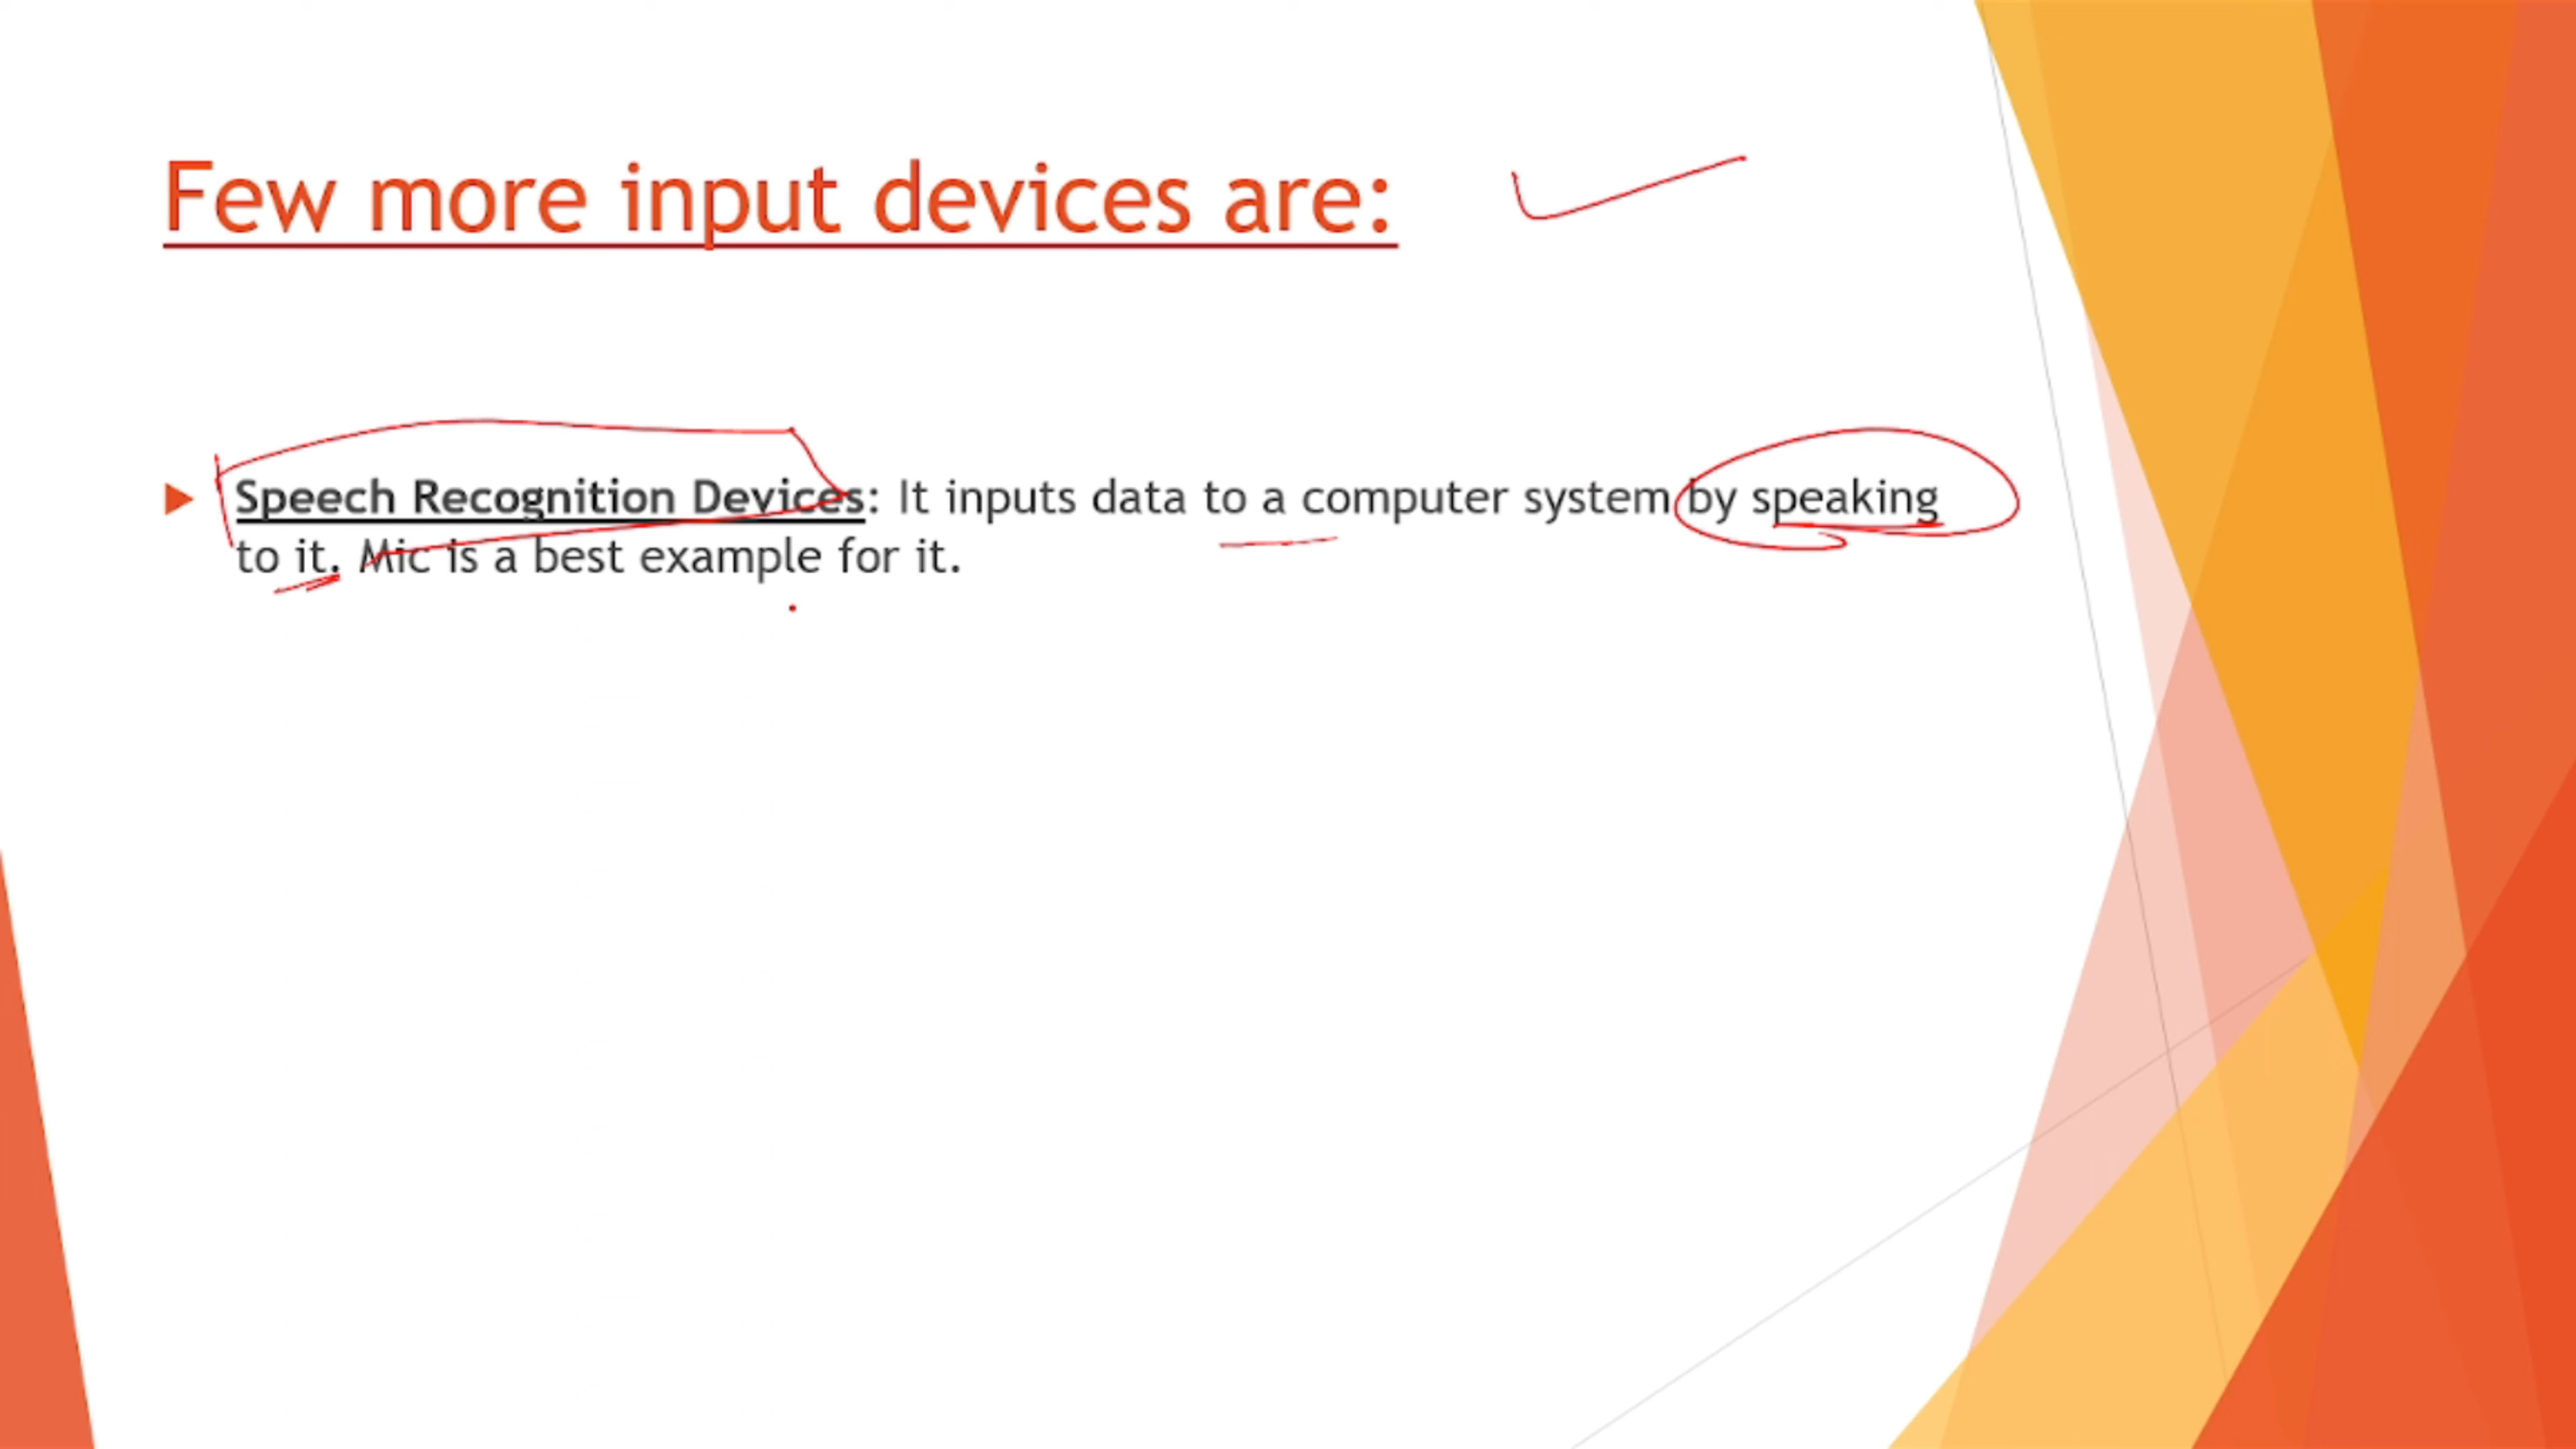 Few more input devices are:
Speech Recognition Devices: It inputs data to a computer system by speaking
to it. Mic is a best example for it.